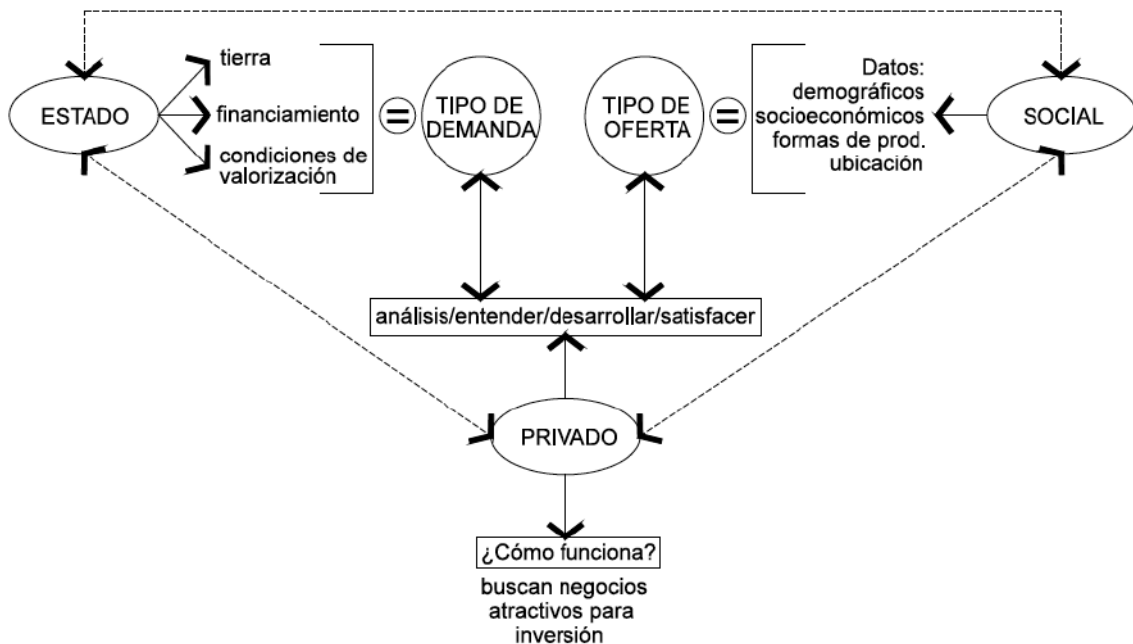 ESTADO
tierra
financiamiento
condiciones de
valorización
=
TIPO DE
DEMANDA
TIPO DE
OFERTA
=
Datos:
demográficos
socioeconómicos
formas de prod.
ubicación
SOCIAL
análisis/entender/desarrollar/satisfacer
PRIVADO
¿Cómo funciona?
buscan negocios
atractivos para
inversión